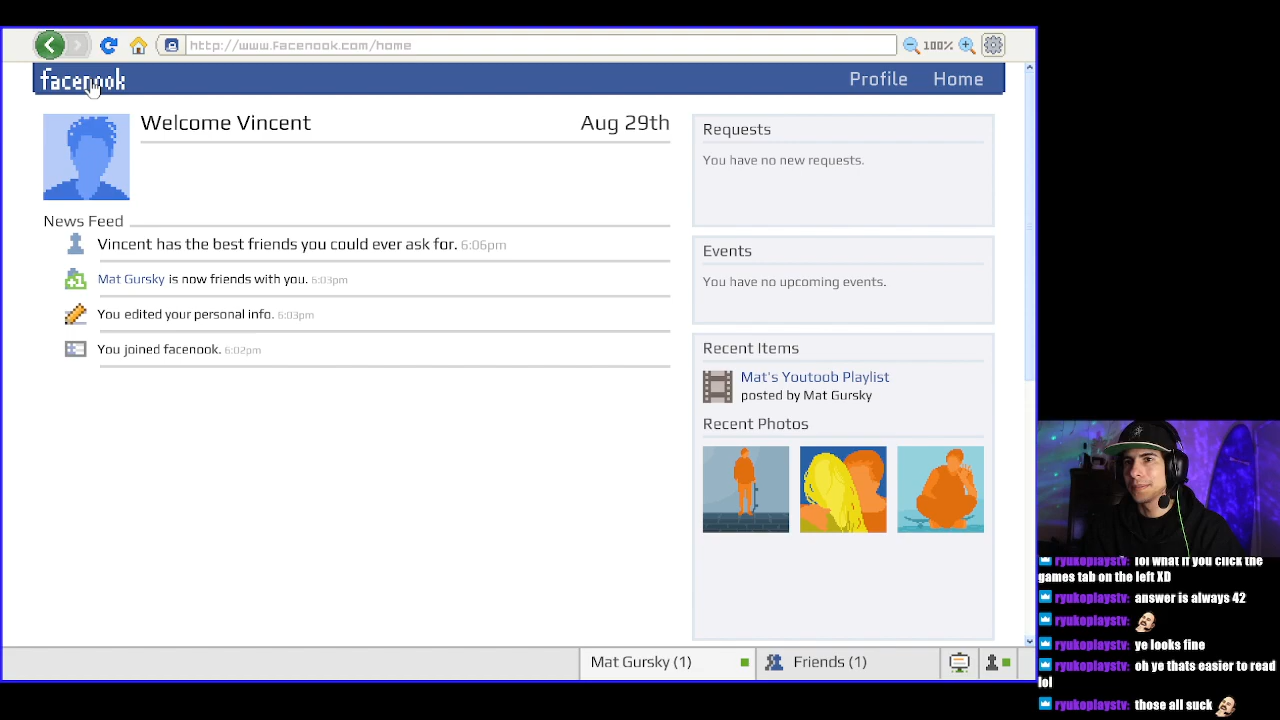 http://www.facenook.com/home
100%
facenook
Profile Home
Welcome Vincent
Aug 29th
News Feed
Vincent has the best friends you could ever ask for. 6:06pm
+1 Mat Gursky is now friends with you. 6:03pm
You edited your personal info. 6:03pm
You joined facenook. 6:02pm
Requests
You have no new requests.
Events
You have no upcoming events.
Recent Items
Mat's Youtoob Playlist
posted by Mat Gursky
Recent Photos
Mat Gursky (1)
Friends (1)
ryukoplaystv: lol what if you click the
games tab on the left XD
ryukoplaystv: answer is always 42
ryukoplaystv:
ryukoplaystv: ye looks fine
ryukoplaystv: oh ye thats easier to read
lol
ryukoplaystv: those all suck